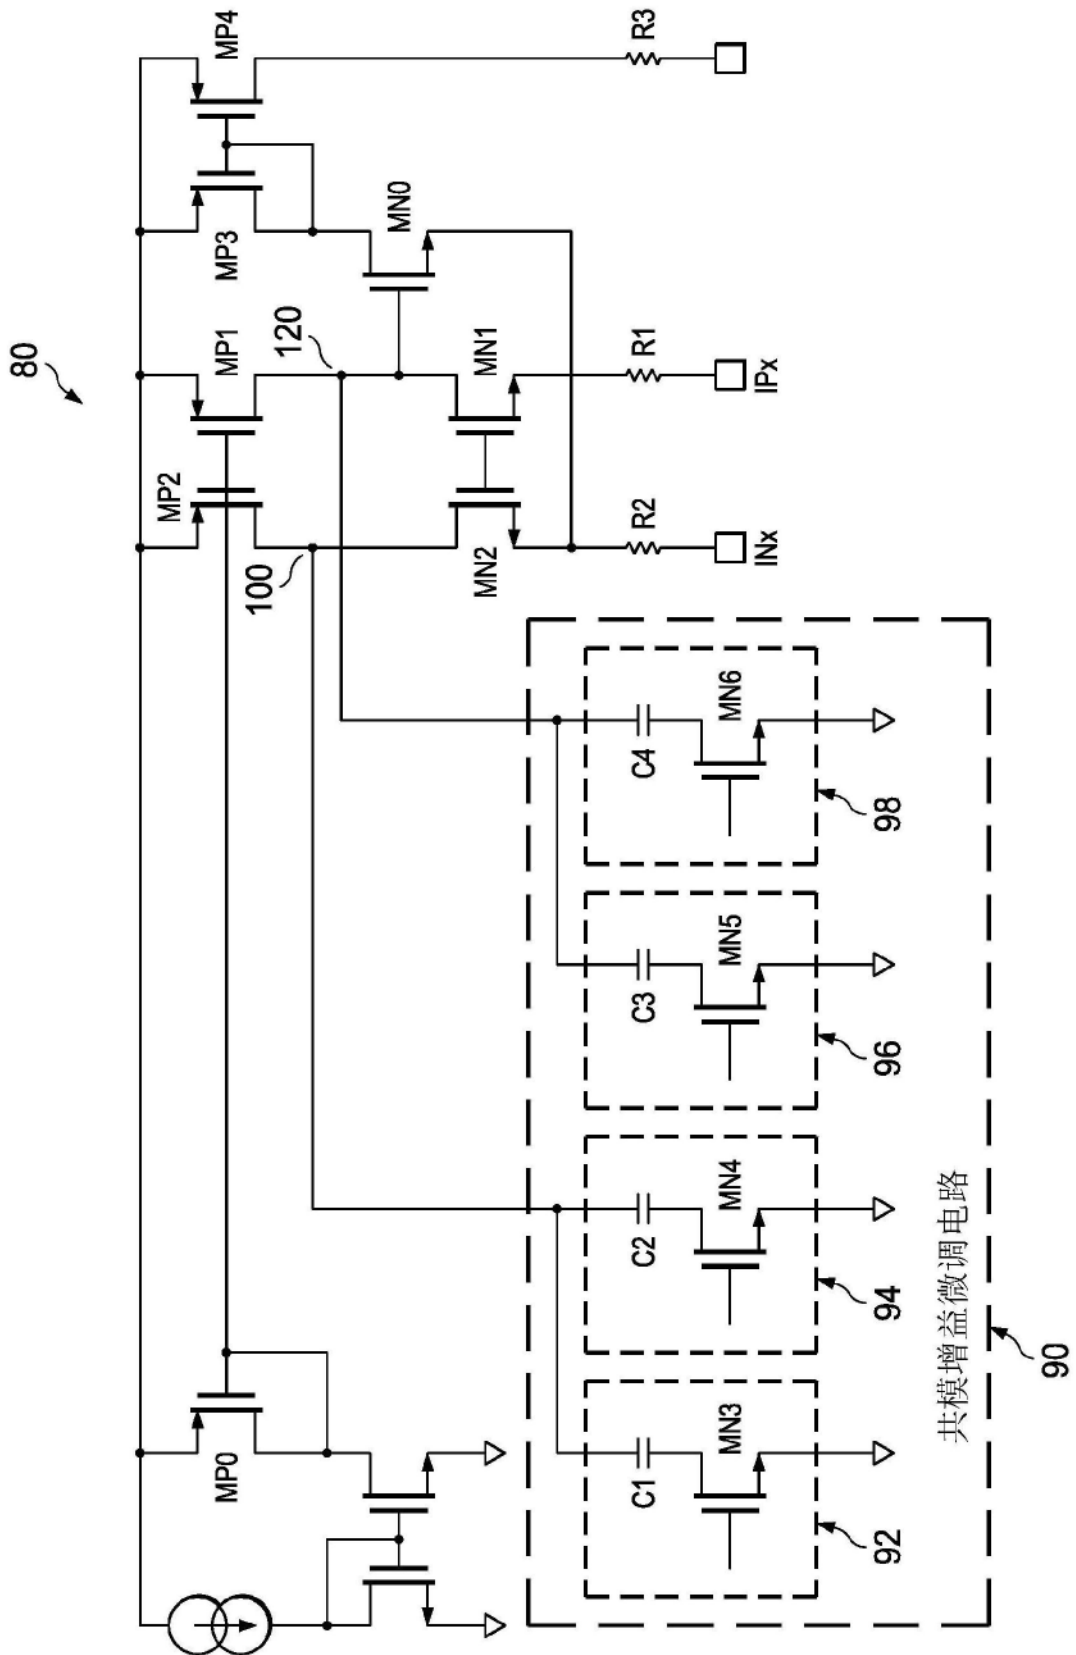 80
MP4
R3
MP3
MN0
MP1
120
MN1
R1
IPx
MP2
100
MN2
R2
INx
MP0
C4
MN6
98
C3
MN5
96
C2
MN4
94
C1
MN3
92
共模增益微调电路
90